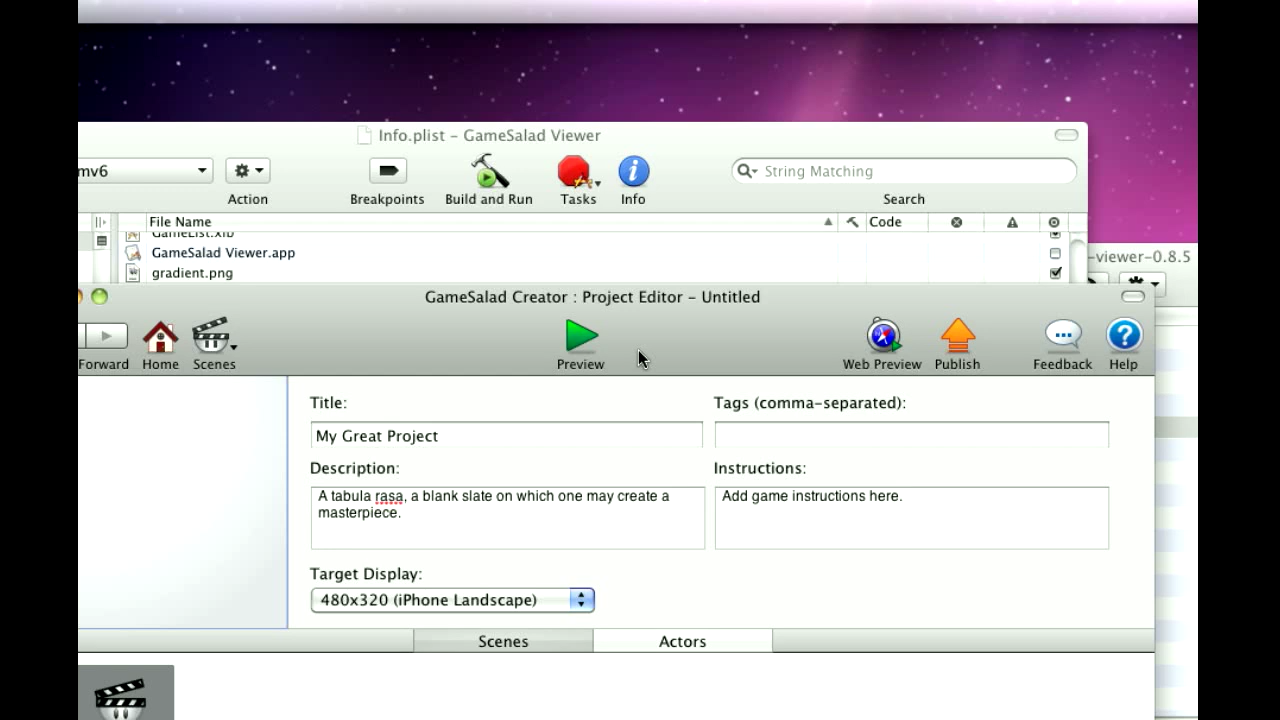 Info.plist – GameSalad Viewer
mv6
String Matching
Action
Breakpoints
Build and Run
Tasks
Info
Search
File Name
Code
GameList.xib
GameSalad Viewer.app
gradient.png
-viewer-0.8.5
GameSalad Creator : Project Editor – Untitled
Forward
Home
Scenes
Preview
Web Preview
Publish
Feedback
Help
Title:
Tags (comma-separated):
My Great Project
Description:
Instructions:
A tabula rasa, a blank slate on which one may create a
masterpiece.
Add game instructions here.
Target Display:
480x320 (iPhone Landscape)
Scenes
Actors